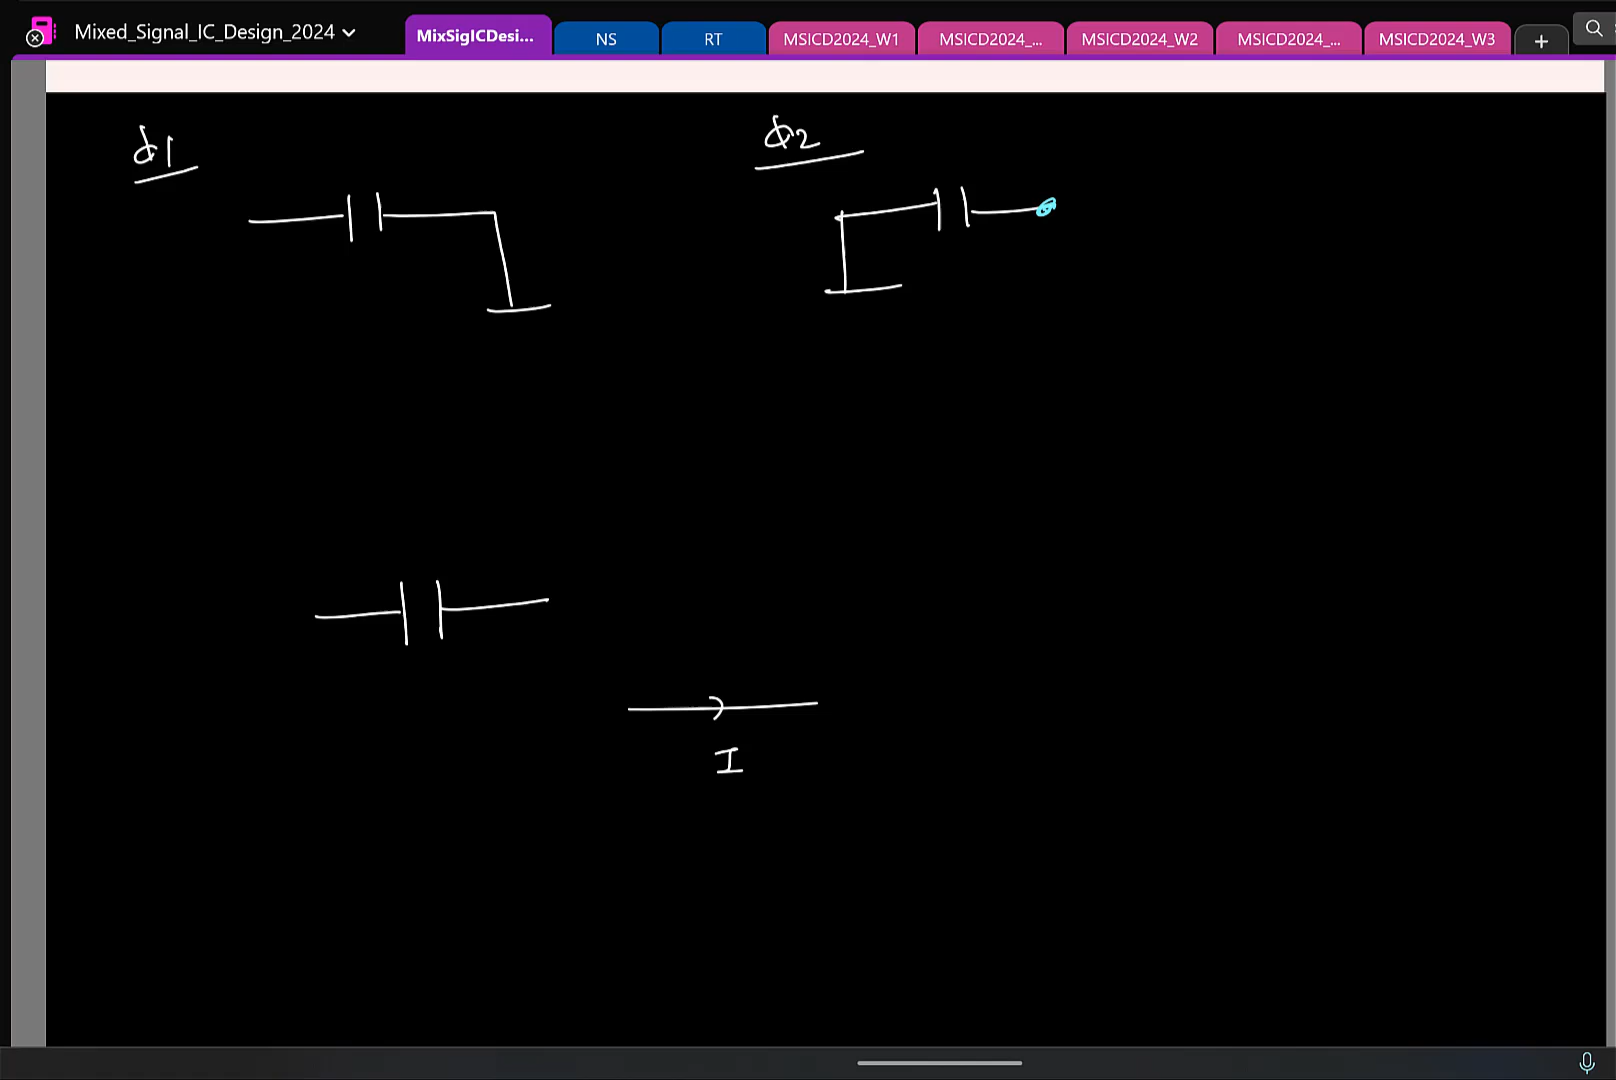 Mixed_Signal_IC_Design_2024 MixSigICDesi... NS RT MSICD2024_W1 MSICD2024_... MSICD2024_W2 MSICD2024_... MSICD2024_W3 +
ϕ1 ϕ2
I